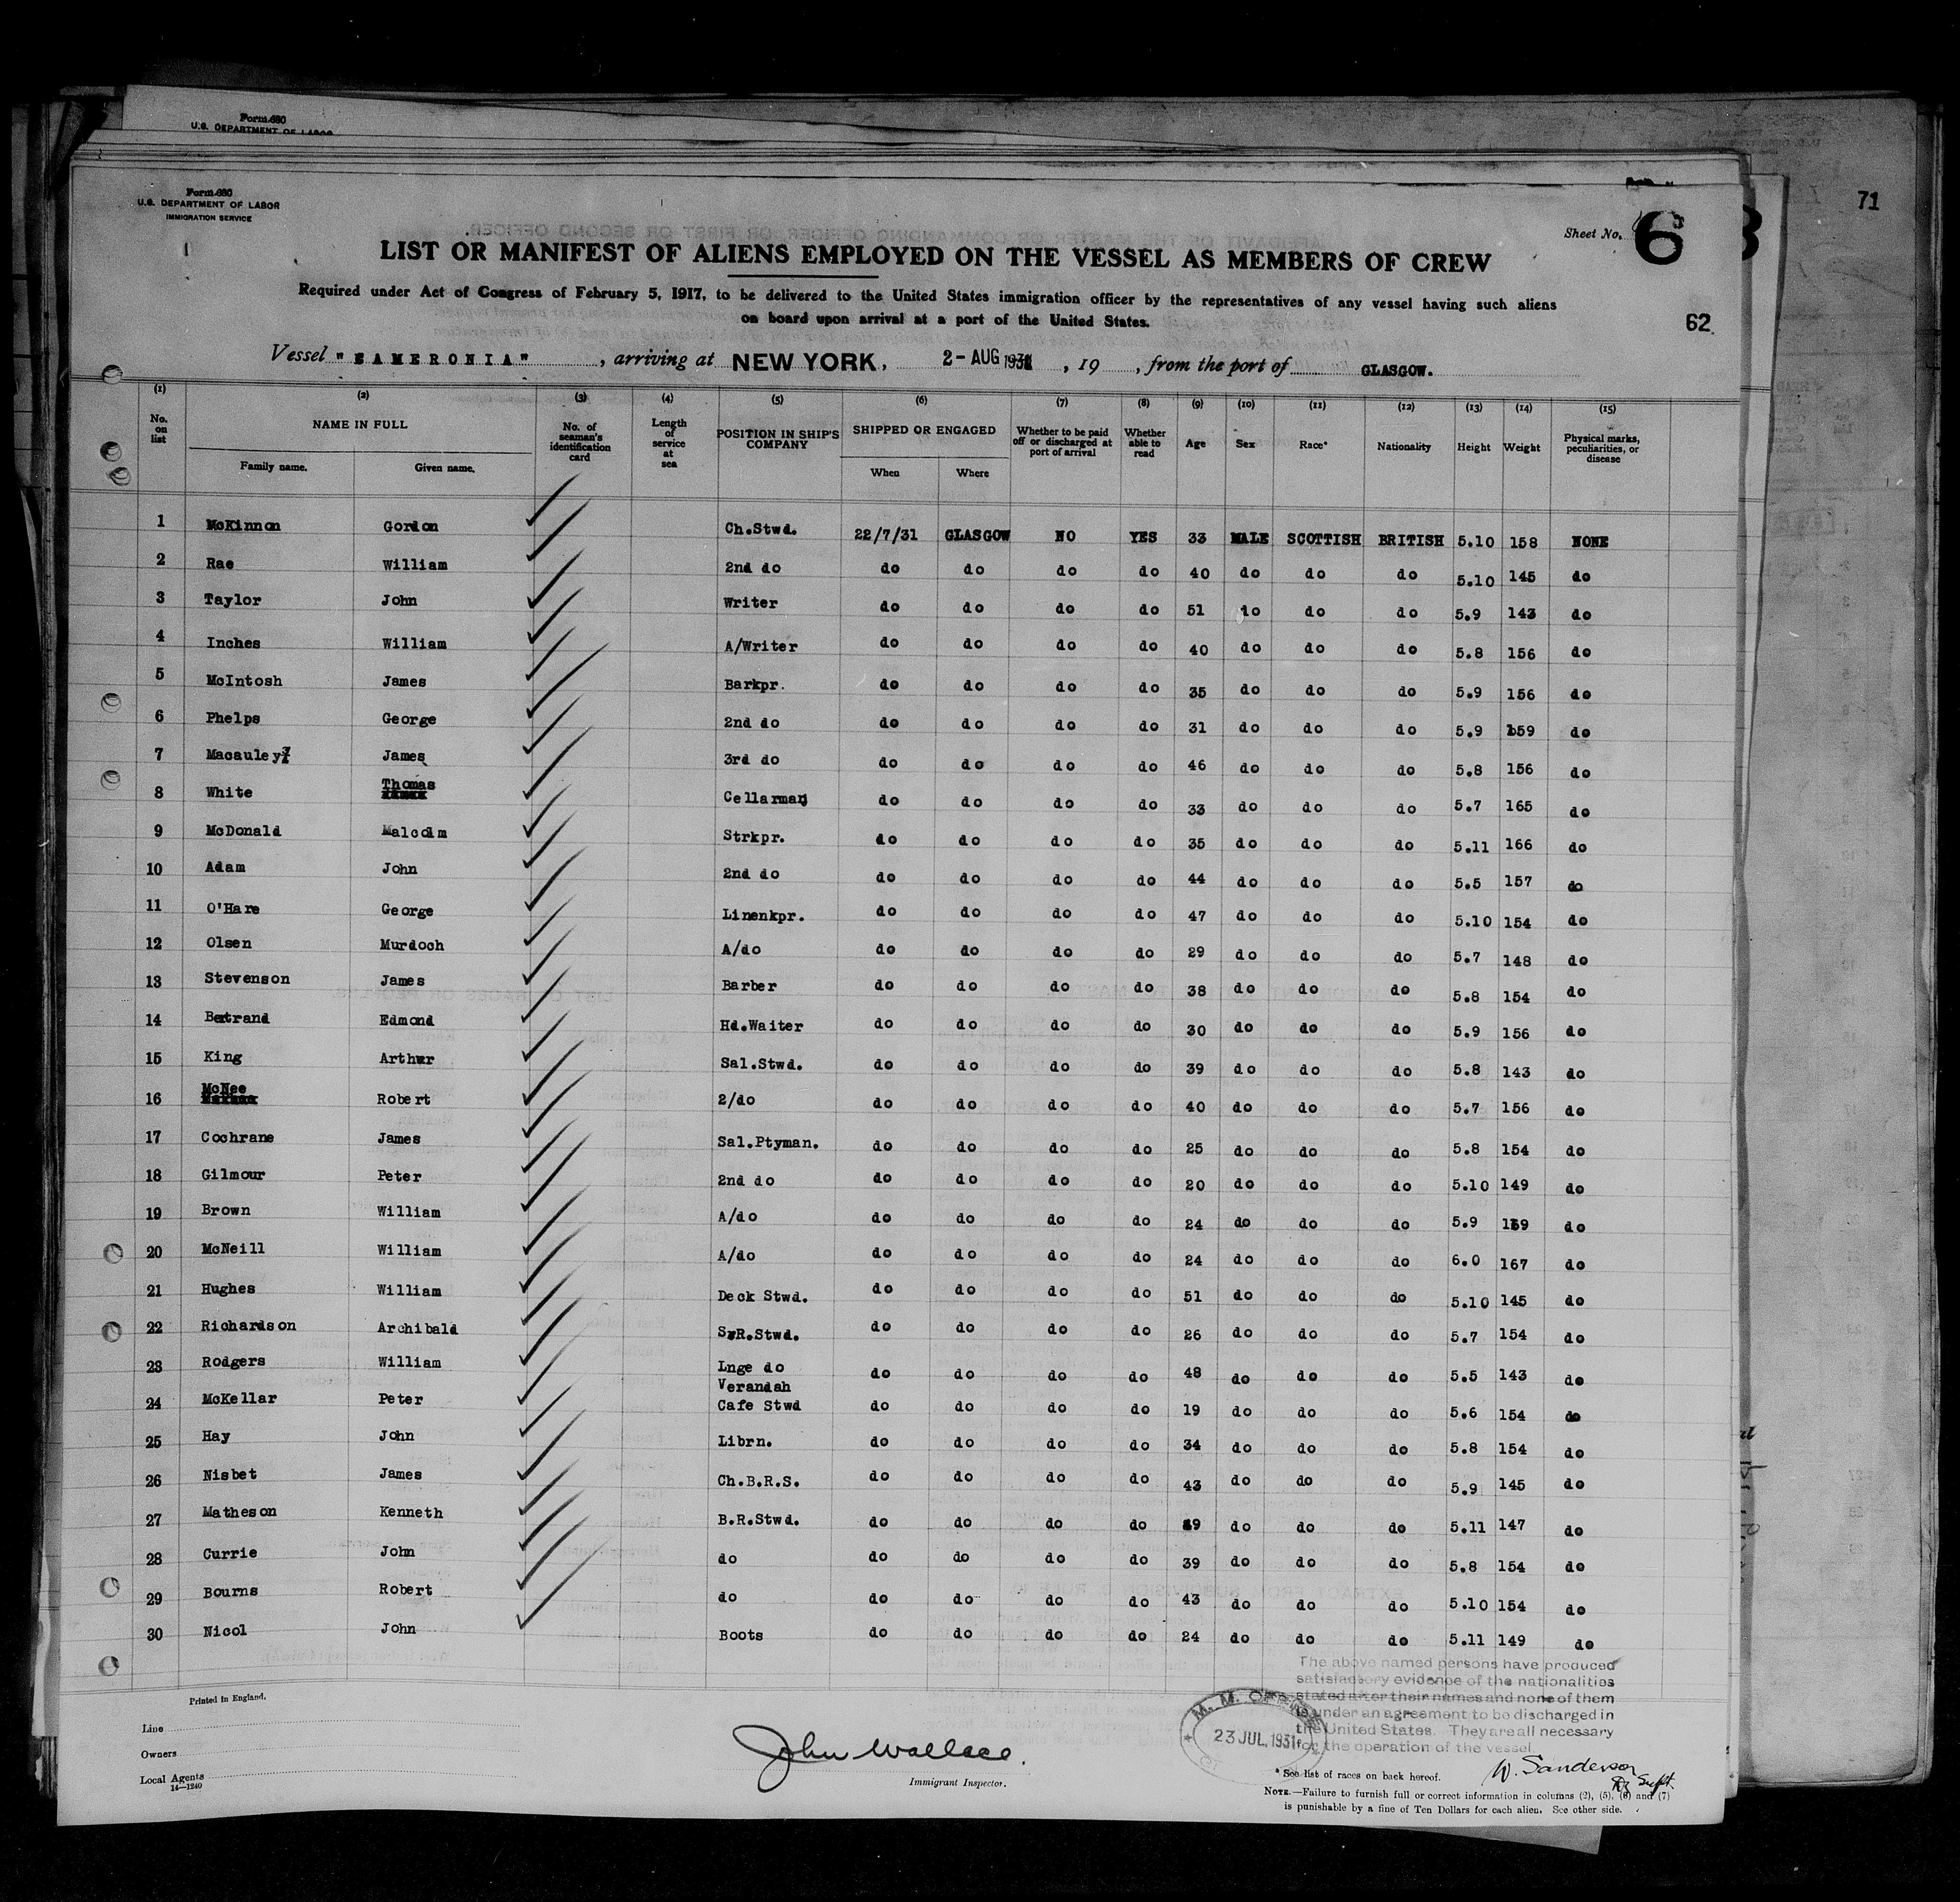 Form 680
U.S. DEPARTMENT OF LABOR
71
Form 680
U.S. DEPARTMENT OF LABOR
IMMIGRATION SERVICE
Sheet No. 6
LIST OR MANIFEST OF ALIENS EMPLOYED ON THE VESSEL AS MEMBERS OF CREW
Required under Act of Congress of February 5, 1917, to be delivered to the United States immigration officer by the representatives of any vessel having such aliens
on board upon arrival at a port of the United States.
62
Vessel "CAMERONIA", arriving at NEW YORK, 2-AUG 1931, 19 , from the port of GLASGOW.
(1) (2) (3) (4) (5) (6) (7) (8) (9) (10) (11) (12) (13) (14) (15)
No. on list NAME IN FULL No. of seaman's identification card Length of service at sea POSITION IN SHIP'S COMPANY SHIPPED OR ENGAGED Whether to be paid off or discharged at port of arrival Whether able to read Age Sex Race* Nationality Height Weight Physical marks, peculiarities, or disease
Family name. Given name. When Where
1 McKinnon Gordon Ch.Stwd. 22/7/31 GLASGOW NO YES 33 MALE SCOTTISH BRITISH 5.10 158 NONE
2 Rae William 2nd do do do do do 40 do do do 5.10 145 do
3 Taylor John Writer do do do do 51 do do do 5.9 143 do
4 Inches William A/Writer do do do do 40 do do do 5.8 156 do
5 McIntosh James Barkpr. do do do do 35 do do do 5.9 156 do
6 Phelps George 2nd do do do do do 31 do do do 5.9 159 do
7 Macauley James 3rd do do do do do 46 do do do 5.8 156 do
8 White Thomas Cellarman do do do do 33 do do do 5.7 165 do
9 McDonald Malcolm Strkpr. do do do do 35 do do do 5.11 166 do
10 Adam John 2nd do do do do do 44 do do do 5.5 157 do
11 O'Hare George Linenkpr. do do do do 47 do do do 5.10 154 do
12 Olsen Murdoch A/do do do do do 29 do do do 5.7 148 do
13 Stevenson James Barber do do do do 38 do do do 5.8 154 do
14 Bertrand Edmond Hd.Waiter do do do do 30 do do do 5.9 156 do
15 King Arthur Sal.Stwd. do do do do 39 do do do 5.8 143 do
16 McNee Robert 2/do do do do do 40 do do do 5.7 156 do
17 Cochrane James Sal.Ptyman. do do do do 25 do do do 5.8 154 do
18 Gilmour Peter 2nd do do do do do 20 do do do 5.10 149 do
19 Brown William A/do do do do do 24 do do do 5.9 do
20 McNeill William A/do do do do do 24 do do do 6.0 167 do
21 Hughes William Deck Stwd. do do do do 51 do do do 5.10 145 do
22 Richardson Archibald S.R.Stwd. do do do do 26 do do do 5.7 154 do
23 Rodgers William Lnge do do do do do 48 do do do 5.5 143 do
24 McKellar Peter Verandah Cafe Stwd do do do do 19 do do do 5.6 154 do
25 Hay John Librn. do do do do 34 do do do 5.8 154 do
26 Nisbet James Ch.B.R.S. do do do do 43 do do do 5.9 145 do
27 Matheson Kenneth B.R.Stwd. do do do do do do do 5.11 147 do
28 Currie John do do do do do 39 do do do 5.8 154 do
29 Bourns Robert do do do do do 43 do do do 5.10 154 do
30 Nicol John Boots do do do do 24 do do do 5.11 149 do
The above named persons have produced
satisfactory evidence of the nationalities
stated after their names and none of them
is under an agreement to be discharged in
the United States. They are all necessary
for the operation of the vessel.
Printed in England.
Line
Owners
Local Agents
14—1240
John Wallace.
Immigrant Inspector.
M. M. OFFICE
23 JUL. 1931
W. Sanderson
Dy Supt.
* See list of races on back hereof.
NOTE.—Failure to furnish full or correct information in columns (2), (5), (6) and (7)
is punishable by a fine of Ten Dollars for each alien. See other side.